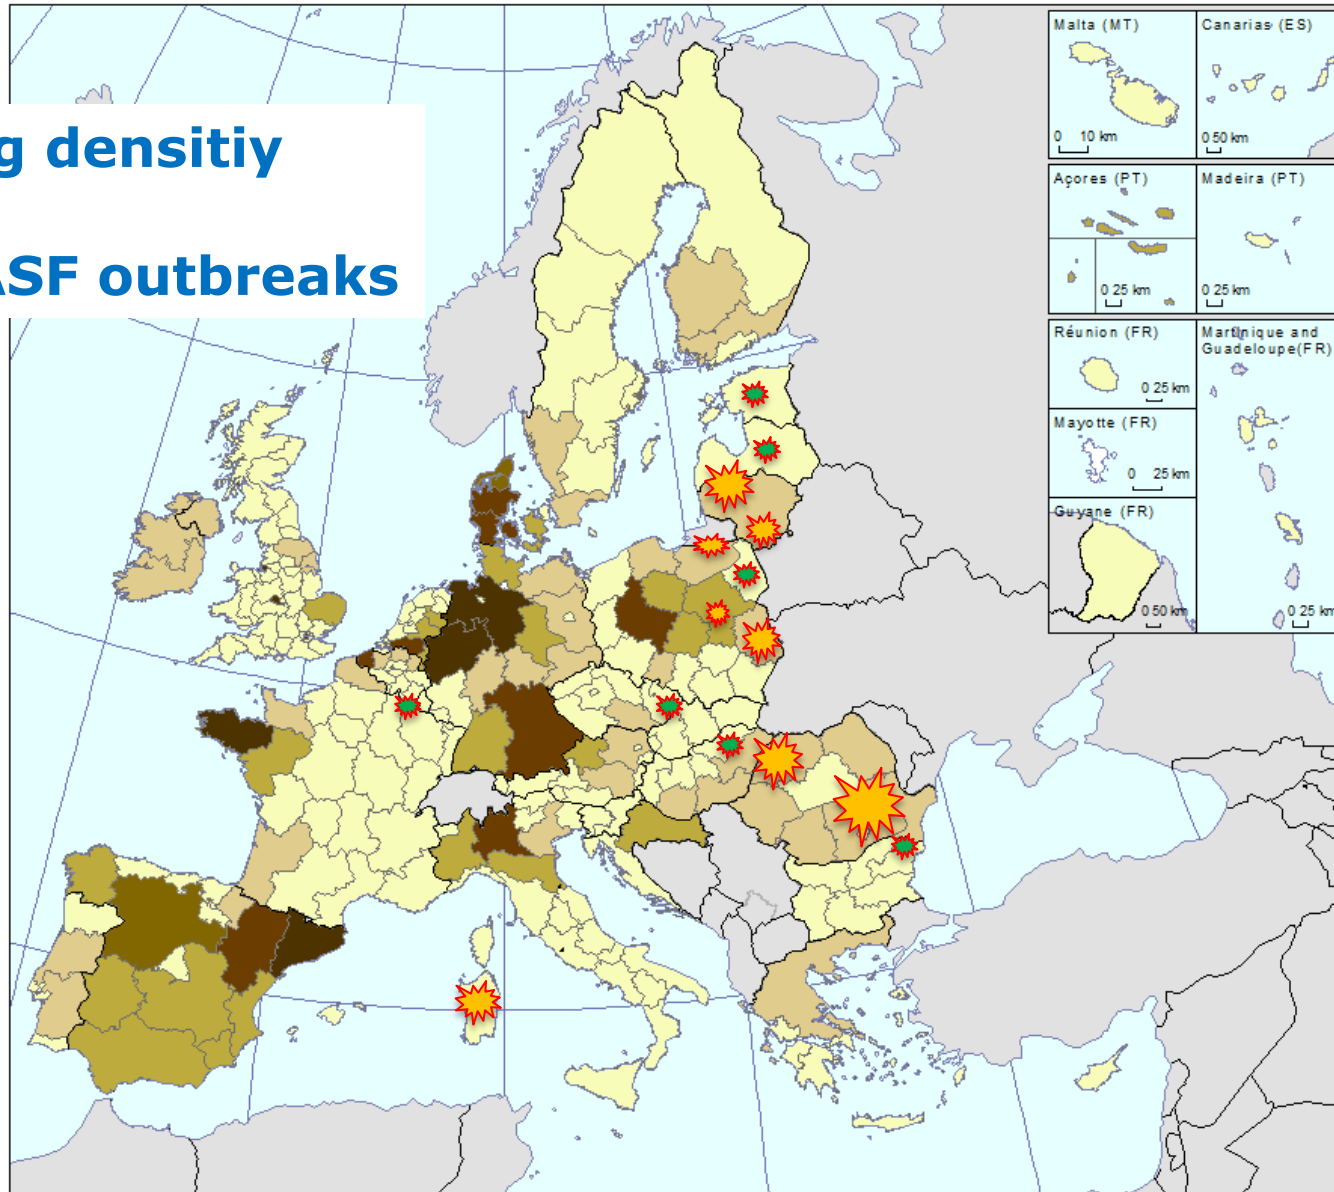 g densitiy
ASF outbreaks
Malta (MT)
0 10 km
Canarias (ES)
0 50 km
Açores (PT)
0 25 km
Madeira (PT)
0 25 km
Réunion (FR)
0 25 km
Martinique and
Guadeloupe(FR)
0 25 km
Mayotte (FR)
0 25 km
Guyane (FR)
0 50 km